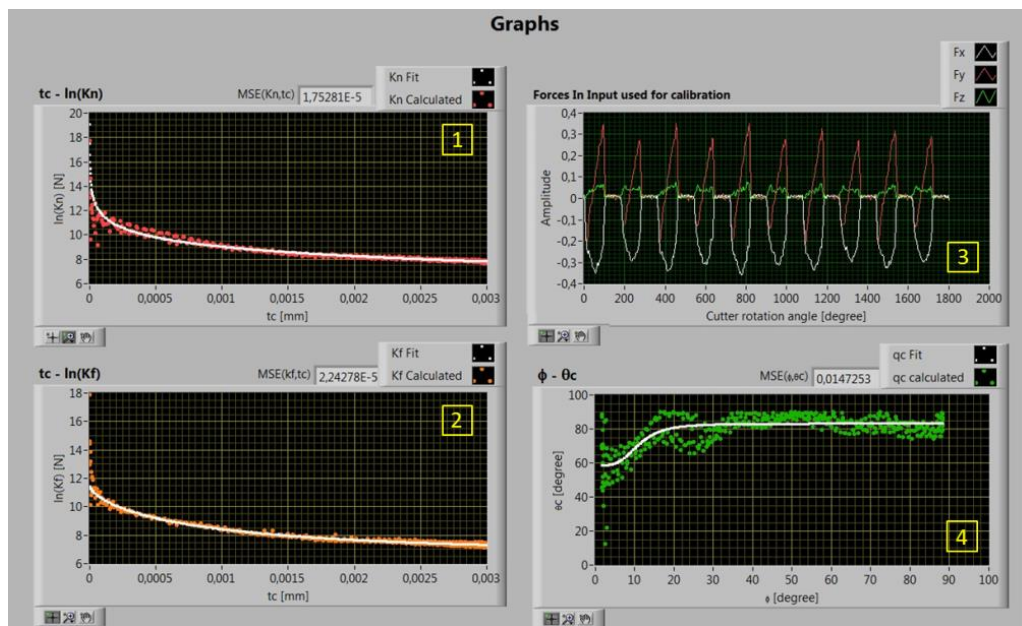 Graphs
tc - ln(Kn)
MSE(Kn,tc)
1,75281E-5
Kn Fit
Kn Calculated
1
20
18
16
14
12
10
8
6
ln(Kn) [N]
0
0,0005
0,001
0,0015
0,002
0,0025
0,003
tc [mm]
Forces In Input used for calibration
Fx
Fy
Fz
3
0,4
0,3
0,2
0,1
0
-0,1
-0,2
-0,3
-0,4
Amplitude
0
200
400
600
800
1000
1200
1400
1600
1800
2000
Cutter rotation angle [degree]
tc - ln(Kf)
MSE(kf,tc)
2,24278E-5
Kf Fit
Kf Calculated
2
18
16
14
12
10
8
6
ln(Kf) [N]
0
0,0005
0,001
0,0015
0,002
0,0025
0,003
tc [mm]
ϕ - θc
MSE(ϕ,θc)
0,0147253
qc Fit
qc calculated
4
100
80
60
40
20
0
θc [degree]
0
10
20
30
40
50
60
70
80
90
100
ϕ [degree]